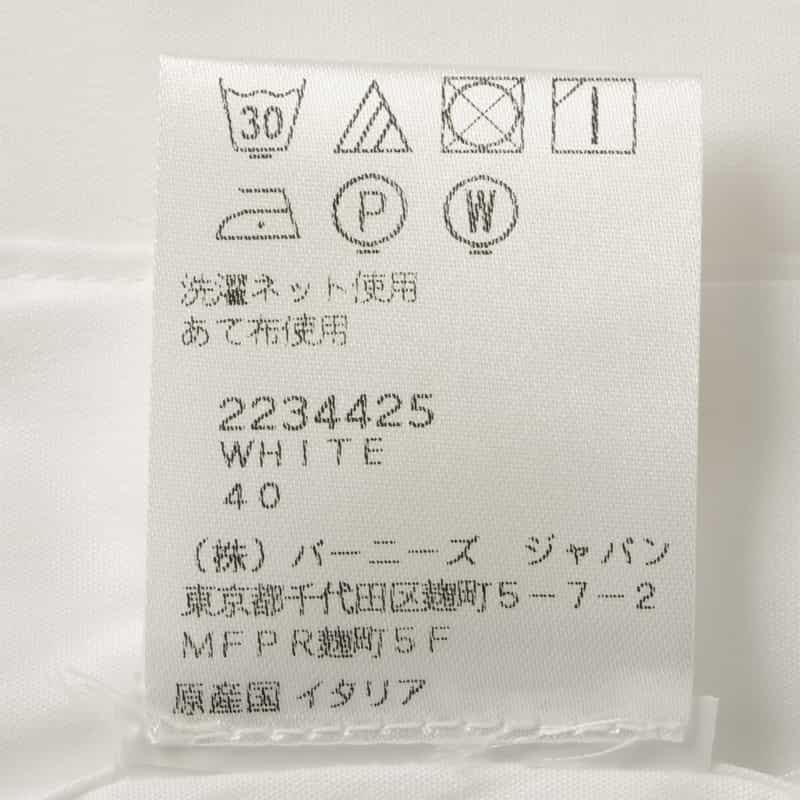 30
P W
洗濯ネット使用
あて布使用
2234425
WHITE
40
(株) バーニーズ ジャパン
東京都千代田区麹町5-7-2
MFPR麹町5F
原産国 イタリア